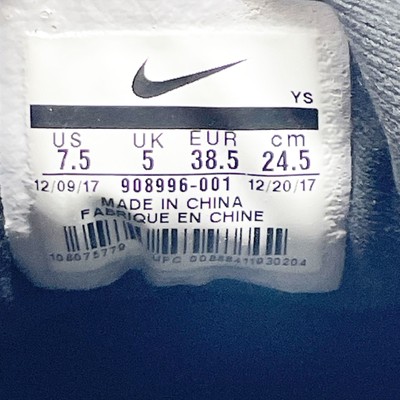 YS
US UK EUR cm
7.5 5 38.5 24.5
12/09/17 908996-001 12/20/17
MADE IN CHINA
FABRIQUE EN CHINE
UPC